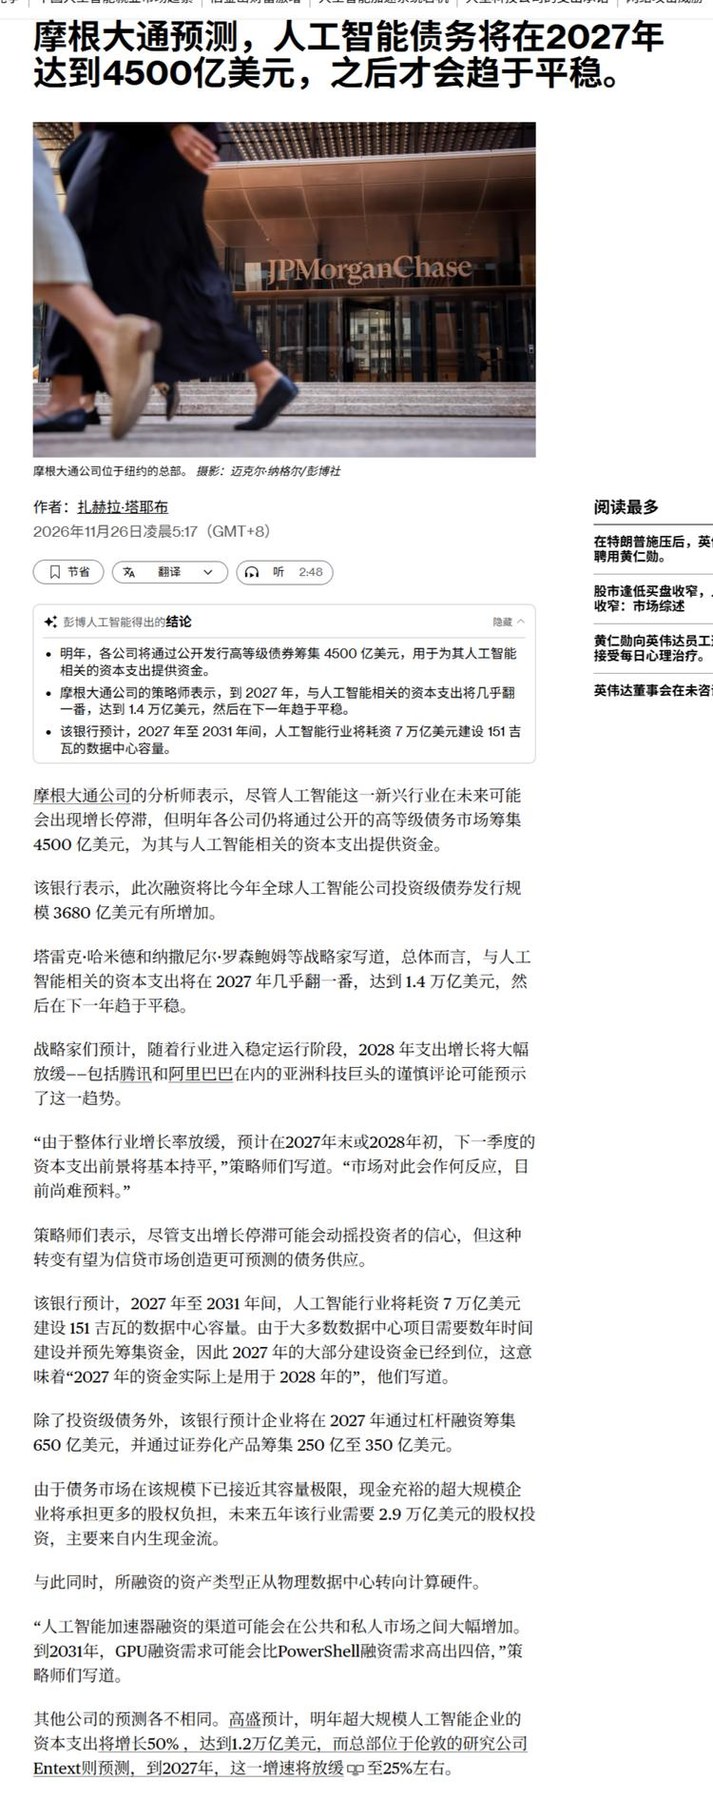 摩根大通预测，人工智能债务将在2027年
达到4500亿美元，之后才会趋于平稳。
JPMorganChase
摩根大通公司位于纽约的总部。 摄影：迈克尔·纳格尔/彭博社
作者：扎赫拉·塔耶布
2026年11月26日凌晨5:17（GMT+8）
节省
翻译
听 2:48
彭博人工智能得出的结论
隐藏
• 明年，各公司将通过公开发行高等级债券筹集 4500 亿美元，用于为其人工智能
相关的资本支出提供资金。
• 摩根大通公司的策略师表示，到 2027 年，与人工智能相关的资本支出将几乎翻
一番，达到 1.4 万亿美元，然后在下一年趋于平稳。
• 该银行预计，2027 年至 2031 年间，人工智能行业将耗资 7 万亿美元建设 151 吉
瓦的数据中心容量。
摩根大通公司的分析师表示，尽管人工智能这一新兴行业在未来可能
会出现增长停滞，但明年各公司仍将通过公开的高等级债务市场筹集
4500 亿美元，为其与人工智能相关的资本支出提供资金。
该银行表示，此次融资将比今年全球人工智能公司投资级债券发行规
模 3680 亿美元有所增加。
塔雷克·哈米德和纳撒尼尔·罗森鲍姆等战略家写道，总体而言，与人工
智能相关的资本支出将在 2027 年几乎翻一番，达到 1.4 万亿美元，然
后在下一年趋于平稳。
战略家们预计，随着行业进入稳定运行阶段，2028 年支出增长将大幅
放缓——包括腾讯和阿里巴巴在内的亚洲科技巨头的谨慎评论可能预示
了这一趋势。
“由于整体行业增长率放缓，预计在2027年末或2028年初，下一季度的
资本支出前景将基本持平，”策略师们写道。“市场对此会作何反应，目
前尚难预料。”
策略师们表示，尽管支出增长停滞可能会动摇投资者的信心，但这种
转变有望为信贷市场创造更可预测的债务供应。
该银行预计，2027 年至 2031 年间，人工智能行业将耗资 7 万亿美元
建设 151 吉瓦的数据中心容量。由于大多数数据中心项目需要数年时间
建设并预先筹集资金，因此 2027 年的大部分建设资金已经到位，这意
味着“2027 年的资金实际上是用于 2028 年的”，他们写道。
除了投资级债务外，该银行预计企业将在 2027 年通过杠杆融资筹集
650 亿美元，并通过证券化产品筹集 250 亿至 350 亿美元。
由于债务市场在该规模下已接近其容量极限，现金充裕的超大规模企
业将承担更多的股权负担，未来五年该行业需要 2.9 万亿美元的股权投
资，主要来自内生现金流。
与此同时，所融资的资产类型正从物理数据中心转向计算硬件。
“人工智能加速器融资的渠道可能会在公共和私人市场之间大幅增加。
到2031年，GPU融资需求可能会比PowerShell融资需求高出四倍，”策
略师们写道。
其他公司的预测各不相同。高盛预计，明年超大规模人工智能企业的
资本支出将增长50% ，达到1.2万亿美元，而总部位于伦敦的研究公司
Entext则预测，到2027年，这一增速将放缓 至25%左右。
阅读最多
在特朗普施压后，英
聘用黄仁勋。
股市逢低买盘收窄，
收窄：市场综述
黄仁勋向英伟达员工
接受每日心理治疗。
英伟达董事会在未咨